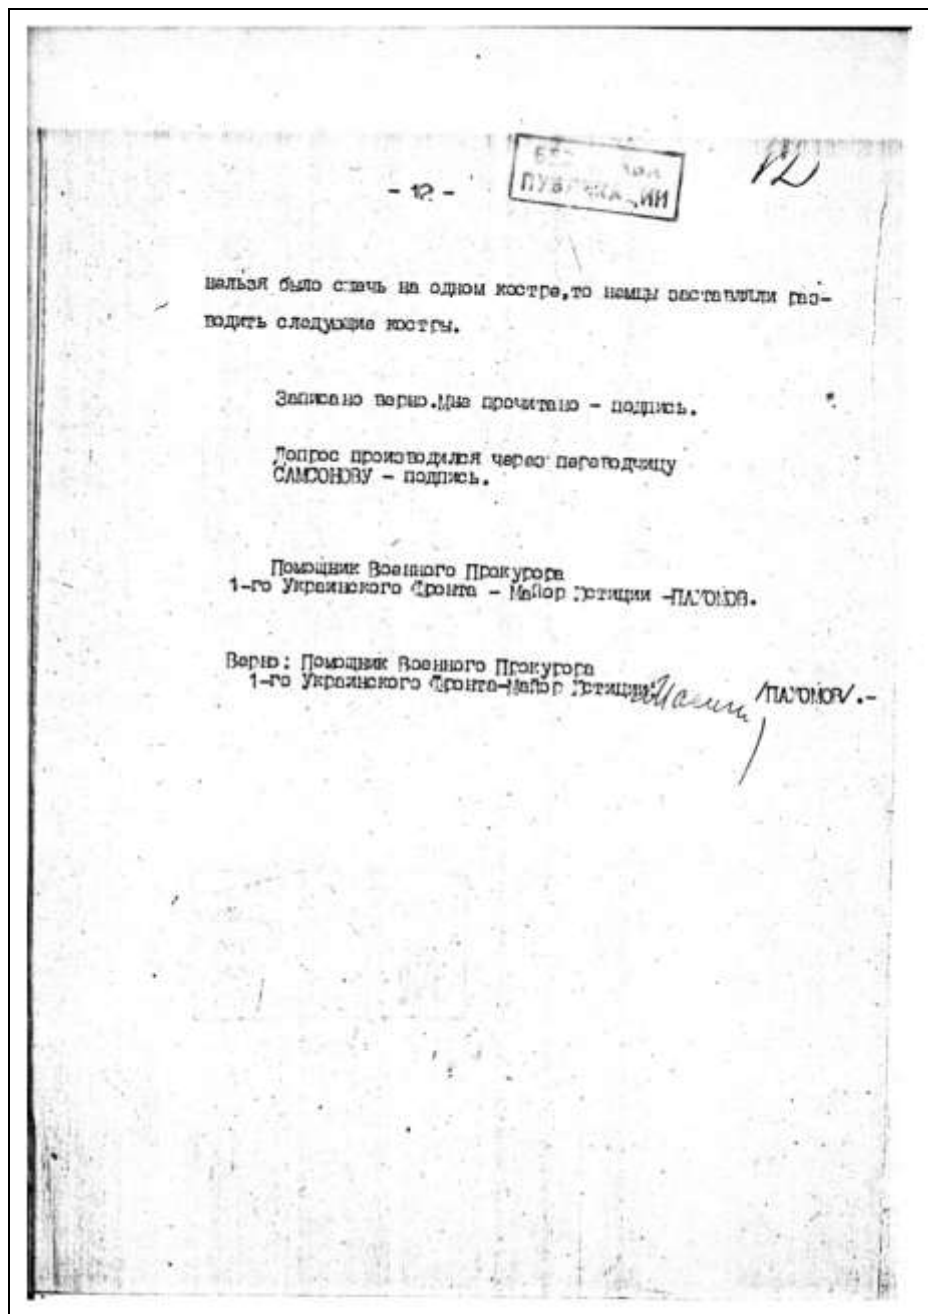 - 12 -
ПУБЛИКАЦИИ
12
нельзя было сжечь на одном костре,то немцы заставляли раз-
водить следующие костры.
Записано верно.Мне прочитано - подпись.
Допрос производился через переводчицу
САМСОНОВУ - подпись.
Помощник Военного Прокурора
1-го Украинского Фронта - Майор Юстиции -ПАХОМОВ.
Верно: Помощник Военного Прокурора
1-го Украинского Фронта-Майор Юстиции
/ПАХОМОВ/.-